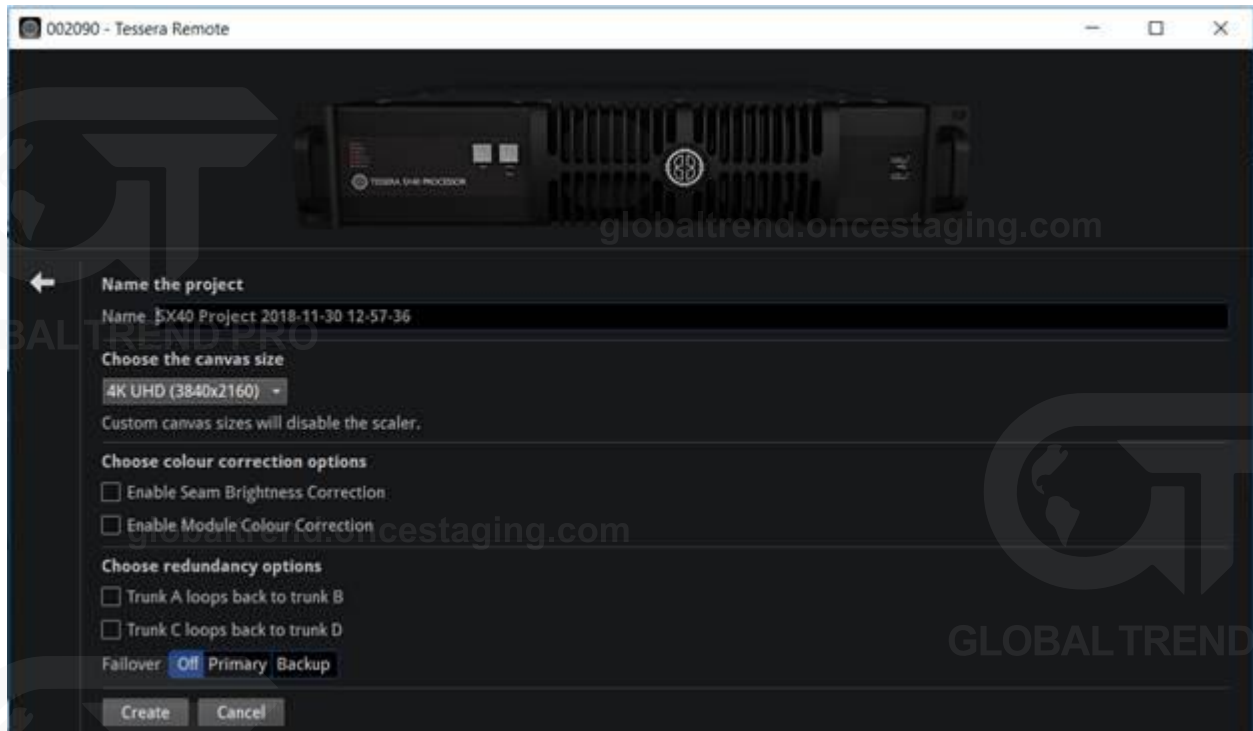 002090 - Tessera Remote
TESSERA SX40 PROCESSOR
globaltrend.oncestaging.com
Name the project
Name SX40 Project 2018-11-30 12-57-36
BAL TREND PRO
Choose the canvas size
4K UHD (3840x2160)
Custom canvas sizes will disable the scaler.
Choose colour correction options
Enable Seam Brightness Correction
Enable Module Colour Correction
oncestaging.com
Choose redundancy options
Trunk A loops back to trunk B
Trunk C loops back to trunk D
GLOBAL TREND
Failover Off Primary Backup
Create Cancel